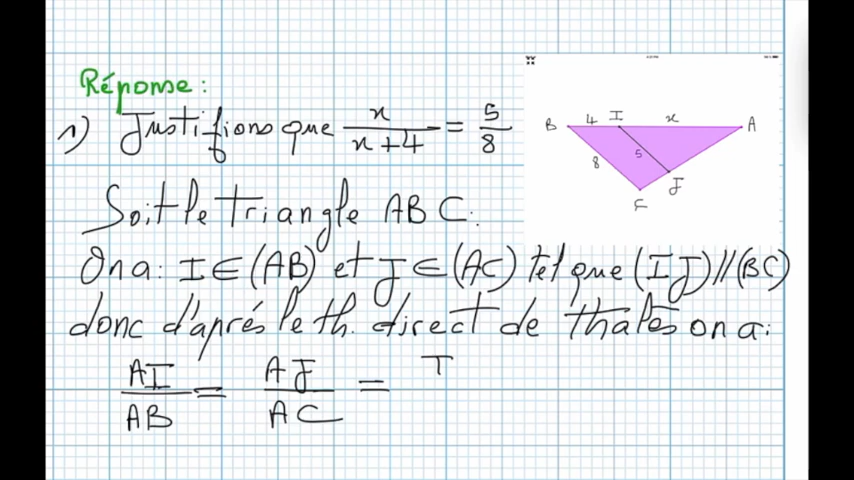 Réponse:
1) Justifions que x/(x+4) = 5/8
Soit le triangle ABC.
On a: I∈(AB) et J∈(AC) tel que (IJ)//(BC)
donc d'aprés le th. direct de thalès on a:
AI/AB = AJ/AC = I
B 4 I x A
8 5
J
C